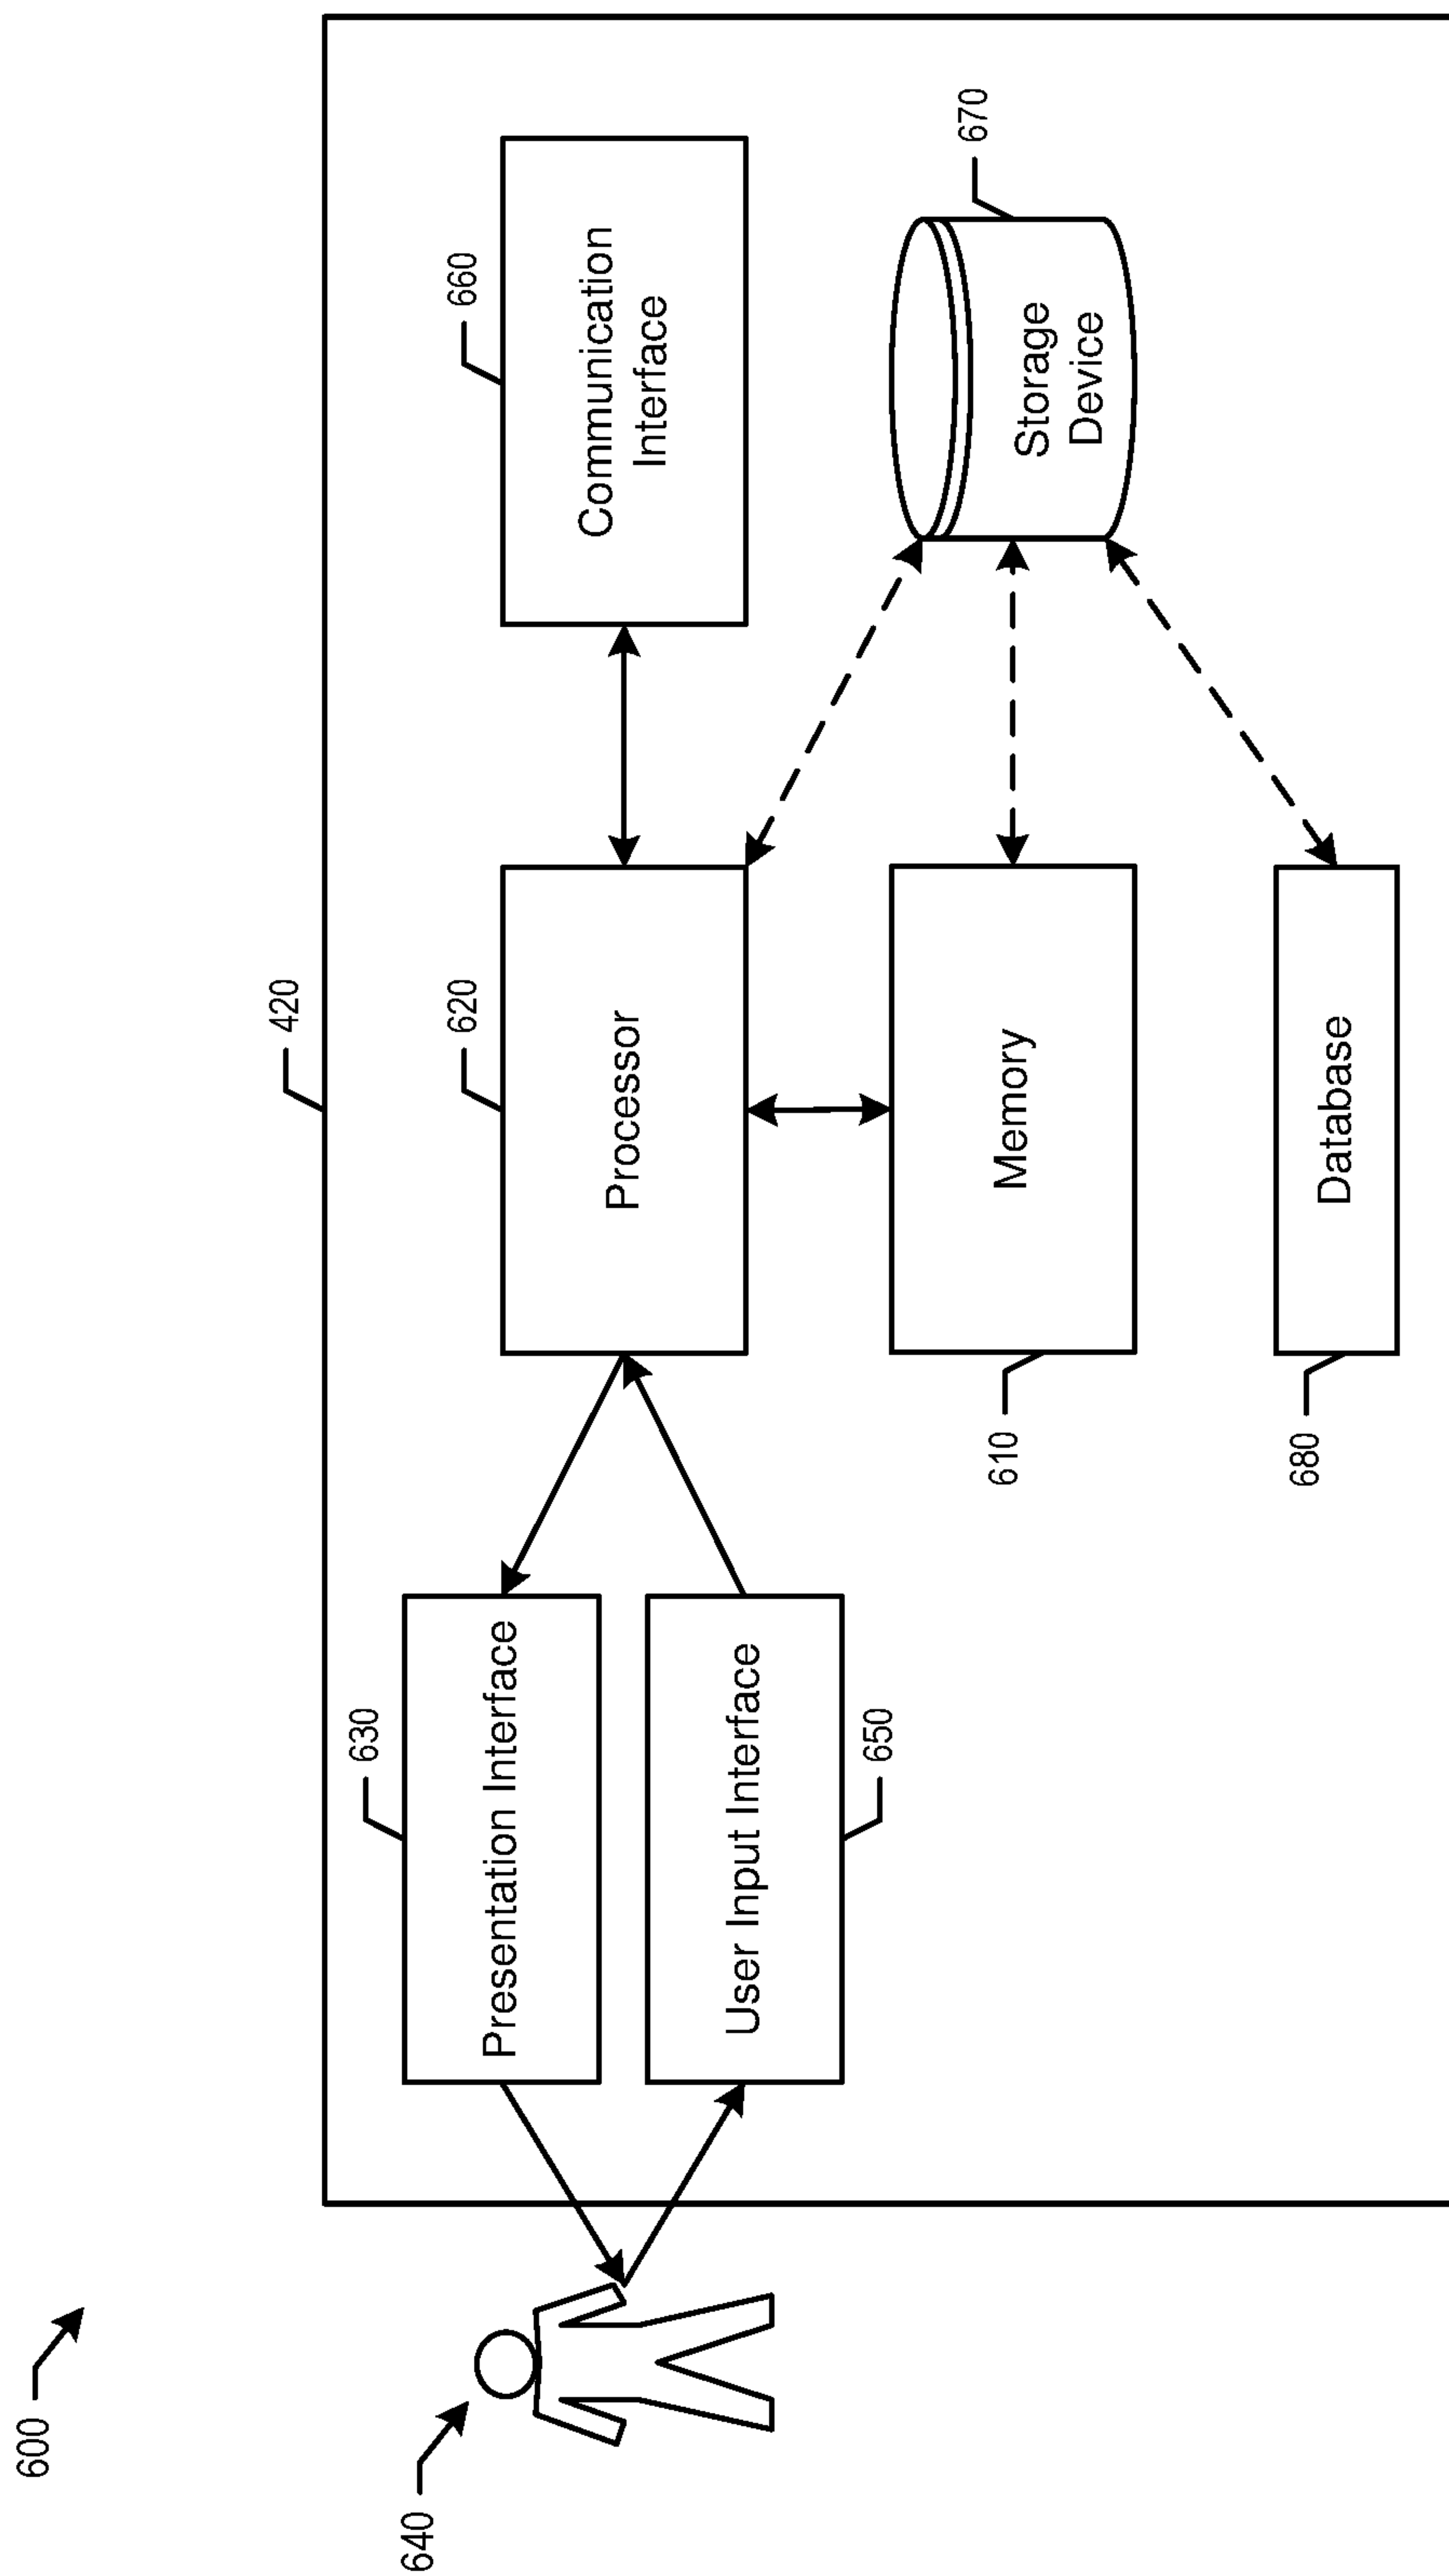 600
420
640
630
Presentation Interface
User Input Interface
650
620
Processor
660
Communication
Interface
Memory
610
670
Storage
Device
Database
680